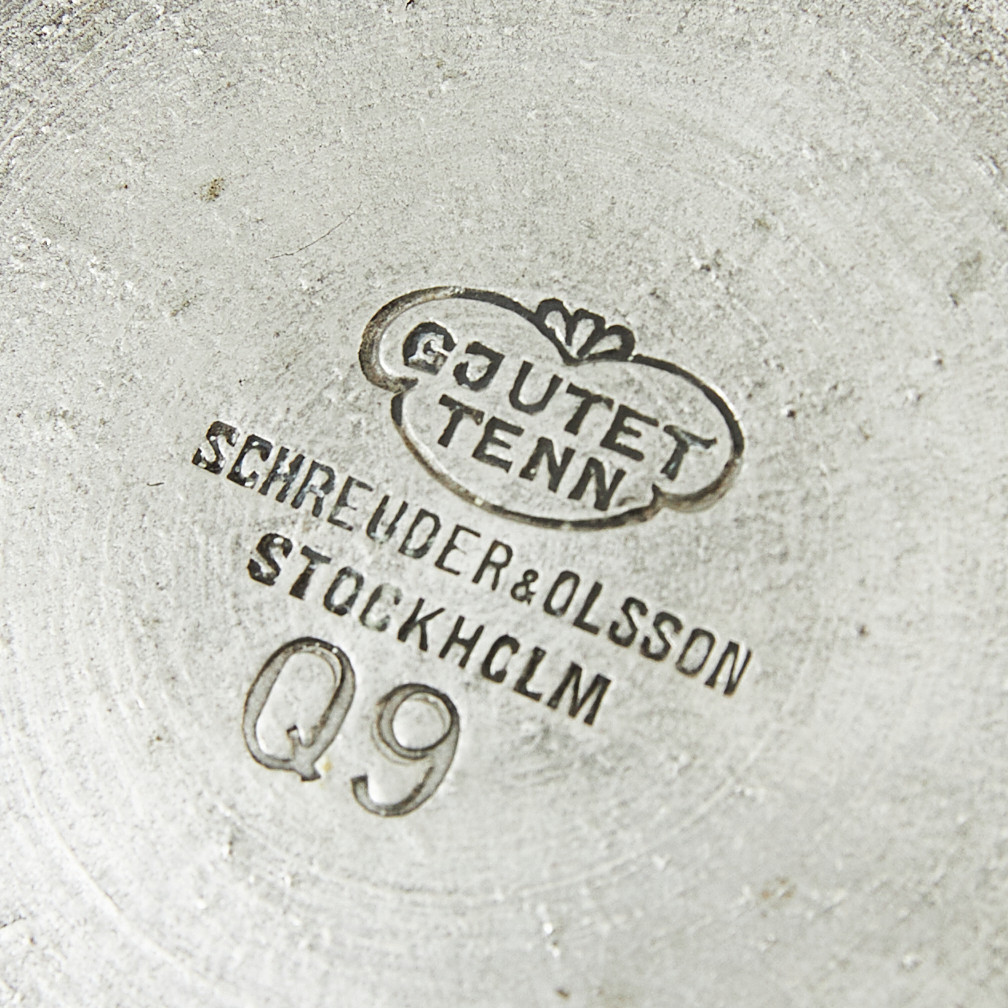 GJUTET
TENN
SCHREUDER & OLSSON
STOCKHOLM
Q9